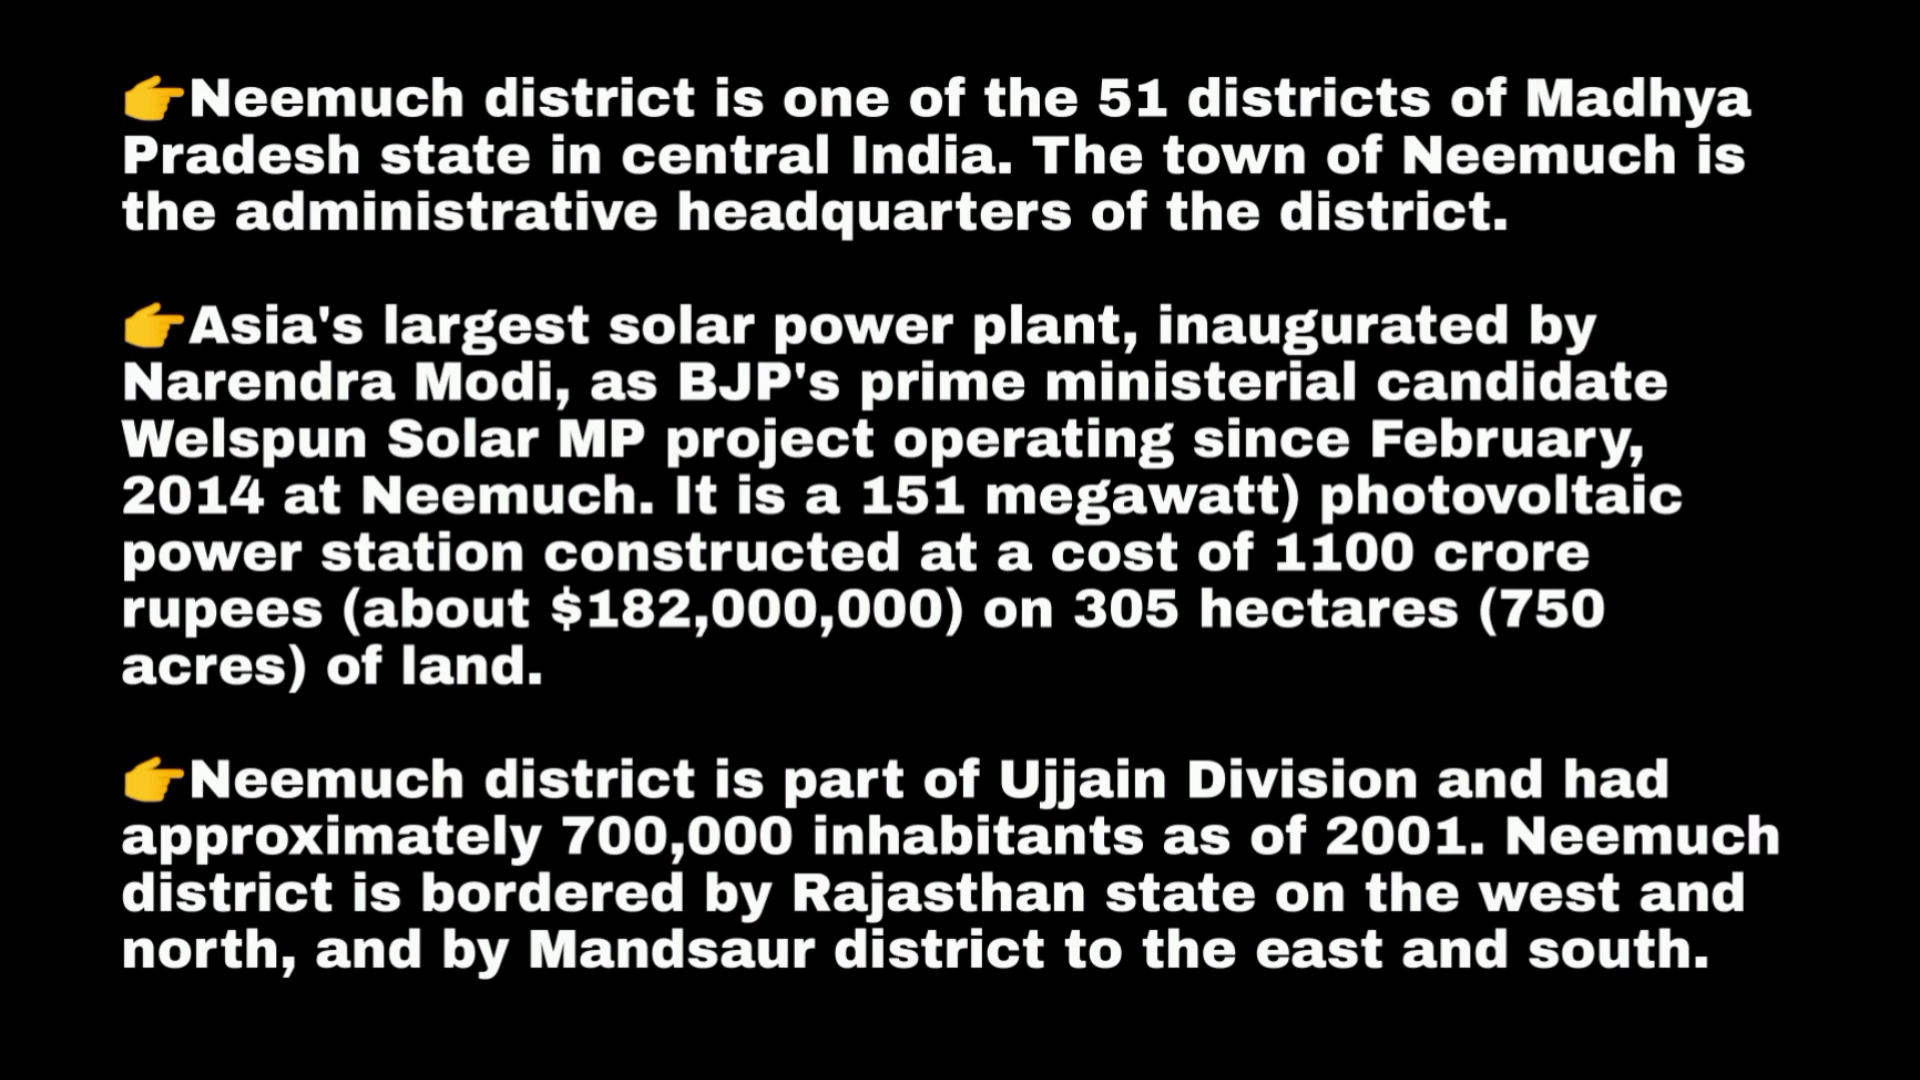 👉Neemuch district is one of the 51 districts of Madhya
Pradesh state in central India. The town of Neemuch is
the administrative headquarters of the district.
👉Asia's largest solar power plant, inaugurated by
Narendra Modi, as BJP's prime ministerial candidate
Welspun Solar MP project operating since February,
2014 at Neemuch. It is a 151 megawatt) photovoltaic
power station constructed at a cost of 1100 crore
rupees (about $182,000,000) on 305 hectares (750
acres) of land.
👉Neemuch district is part of Ujjain Division and had
approximately 700,000 inhabitants as of 2001. Neemuch
district is bordered by Rajasthan state on the west and
north, and by Mandsaur district to the east and south.